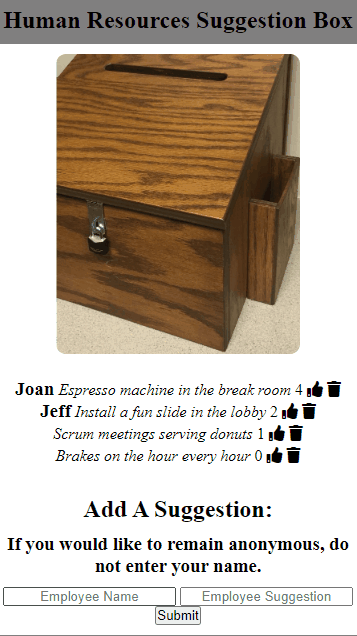 Human Resources Suggestion Box
Joan Espresso machine in the break room 4
Jeff Install a fun slide in the lobby 2
Scrum meetings serving donuts 1
Brakes on the hour every hour 0
Add A Suggestion:
If you would like to remain anonymous, do
not enter your name.
Employee Name Employee Suggestion
Submit